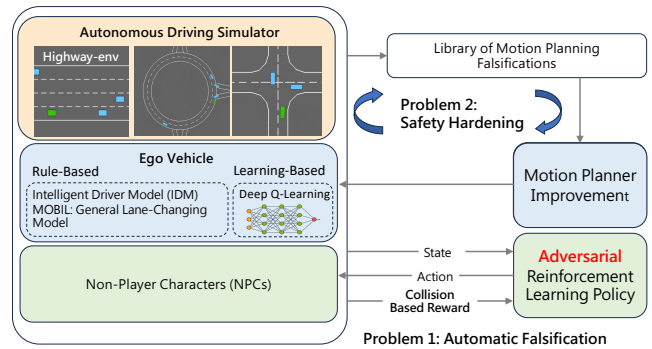 Autonomous Driving Simulator
Highway-env
Ego Vehicle
Rule-Based
Intelligent Driver Model (IDM)
MOBIL: General Lane-Changing
Model
Learning-Based
Deep Q-Learning
Non-Player Characters (NPCs)
Library of Motion Planning
Falsifications
Problem 2:
Safety Hardening
Motion Planner
Improvement
State
Action
Collision
Based Reward
Adversarial
Reinforcement
Learning Policy
Problem 1: Automatic Falsification